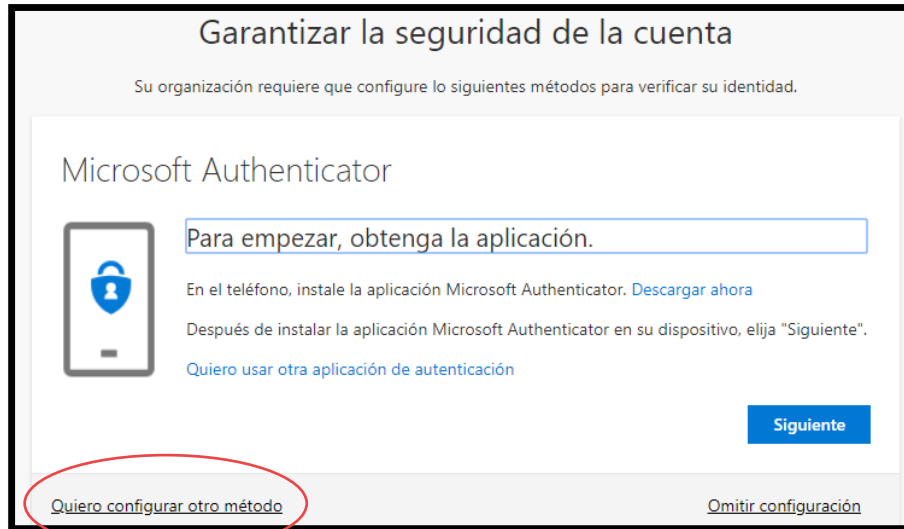 Garantizar la seguridad de la cuenta
Su organización requiere que configure lo siguientes métodos para verificar su identidad.
Microsoft Authenticator
Para empezar, obtenga la aplicación.
En el teléfono, instale la aplicación Microsoft Authenticator. Descargar ahora
Después de instalar la aplicación Microsoft Authenticator en su dispositivo, elija "Siguiente".
Quiero usar otra aplicación de autenticación
Siguiente
Quiero configurar otro método
Omitir configuración